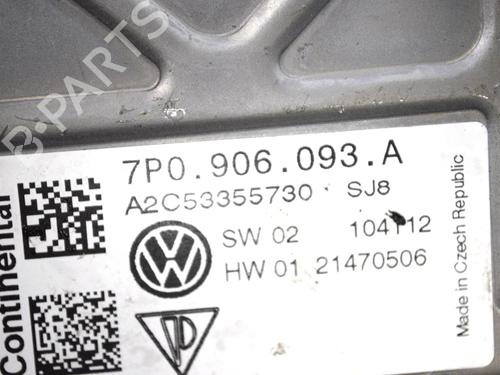 B-PARTS
7P0.906.093.A
A2C53355730 SJ8
SW 02 104112
HW 01 21470506
Continental
Made in Czech Republic